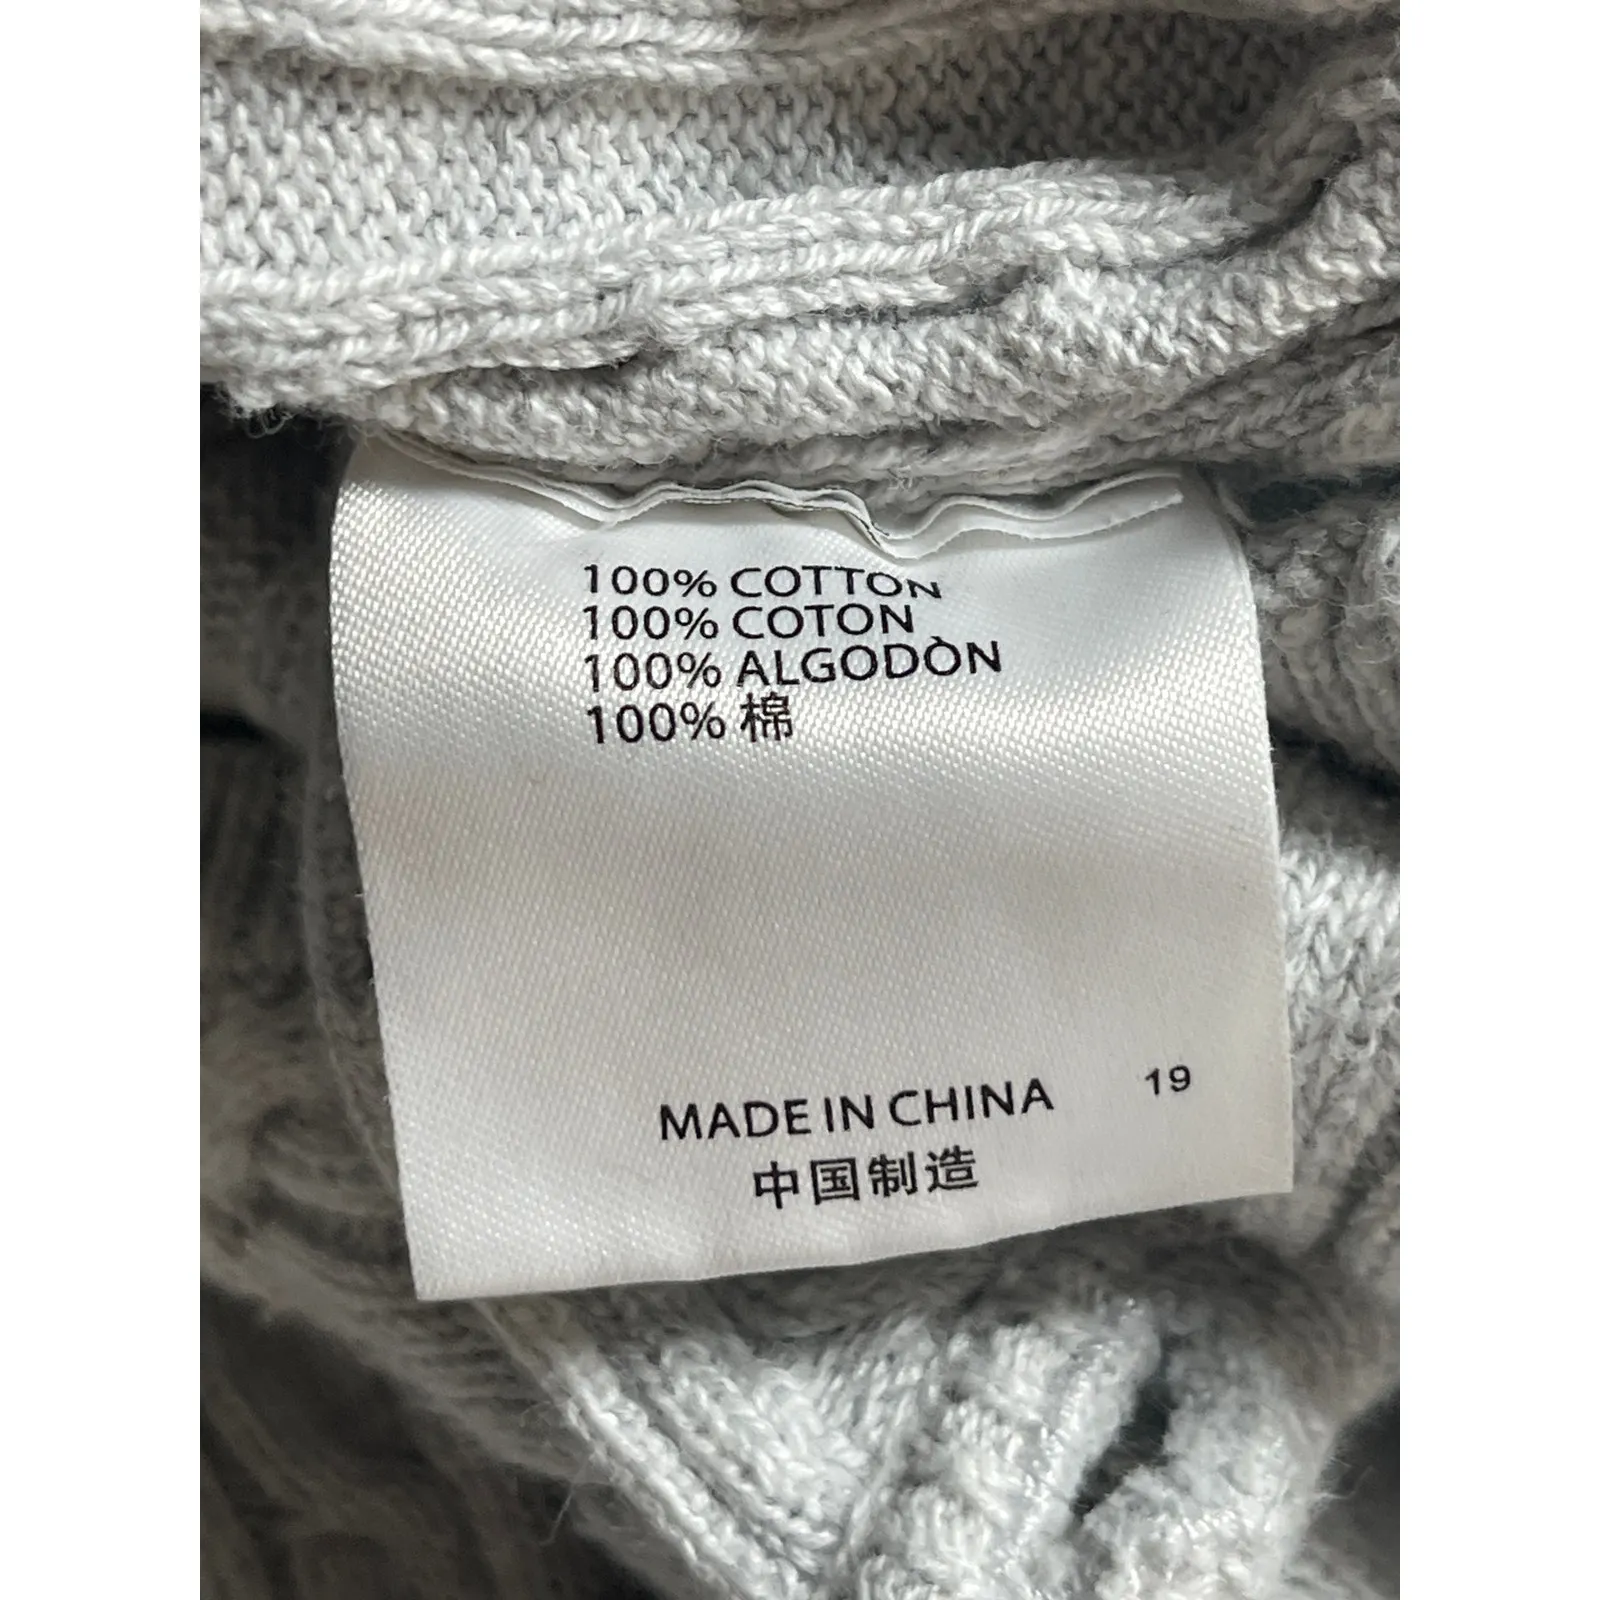 100% COTTON
100% COTON
100% ALGODÒN
100% 棉
MADE IN CHINA 19
中国制造